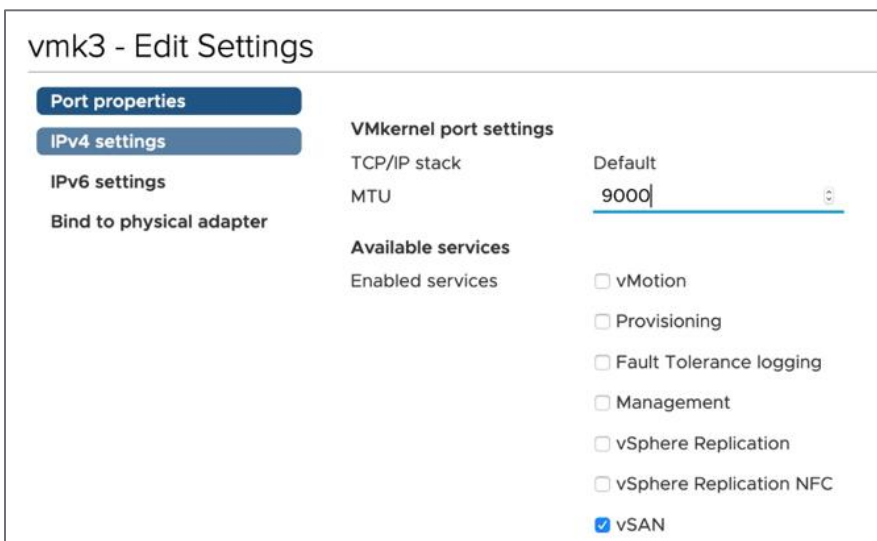 vmk3 - Edit Settings
Port properties
IPv4 settings
IPv6 settings
Bind to physical adapter
VMkernel port settings
TCP/IP stack Default
MTU 9000
Available services
Enabled services vMotion
Provisioning
Fault Tolerance logging
Management
vSphere Replication
vSphere Replication NFC
vSAN